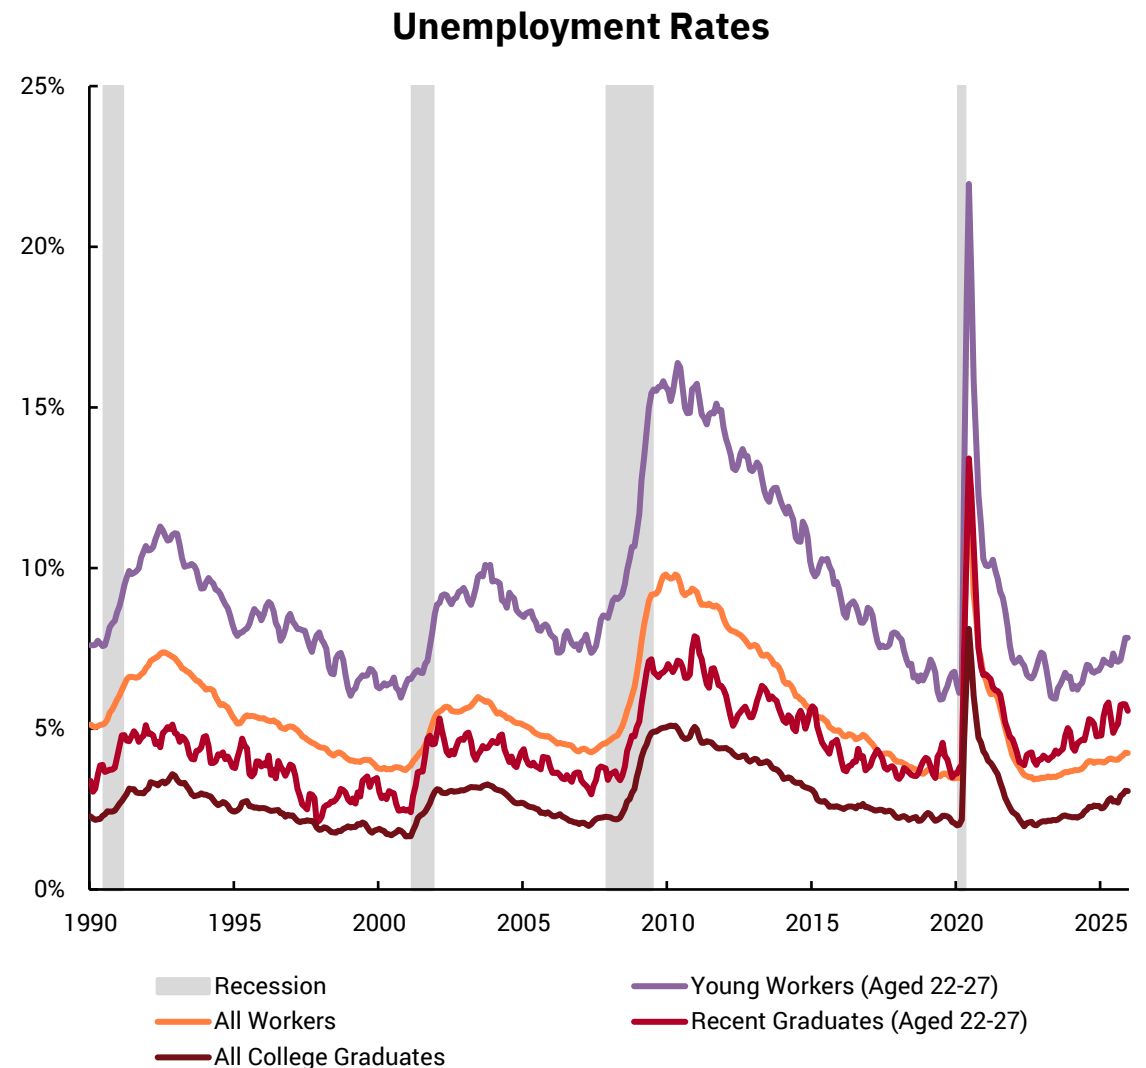 Unemployment Rates
25%
20%
15%
10%
5%
0%
1990 1995 2000 2005 2010 2015 2020 2025
Recession
Young Workers (Aged 22-27)
All Workers
Recent Graduates (Aged 22-27)
All College Graduates